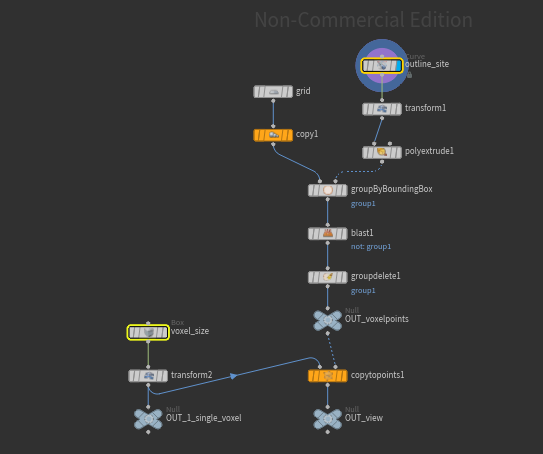 Non-Commercial Edition
Curve
outline_site
grid
transform1
copy1
polyextrude1
groupByBoundingBox
group1
blast1
not: group1
groupdelete1
group1
Null
OUT_voxelpoints
Box
voxel_size
transform2
copytopoints1
Null
OUT_1_single_voxel
Null
OUT_view